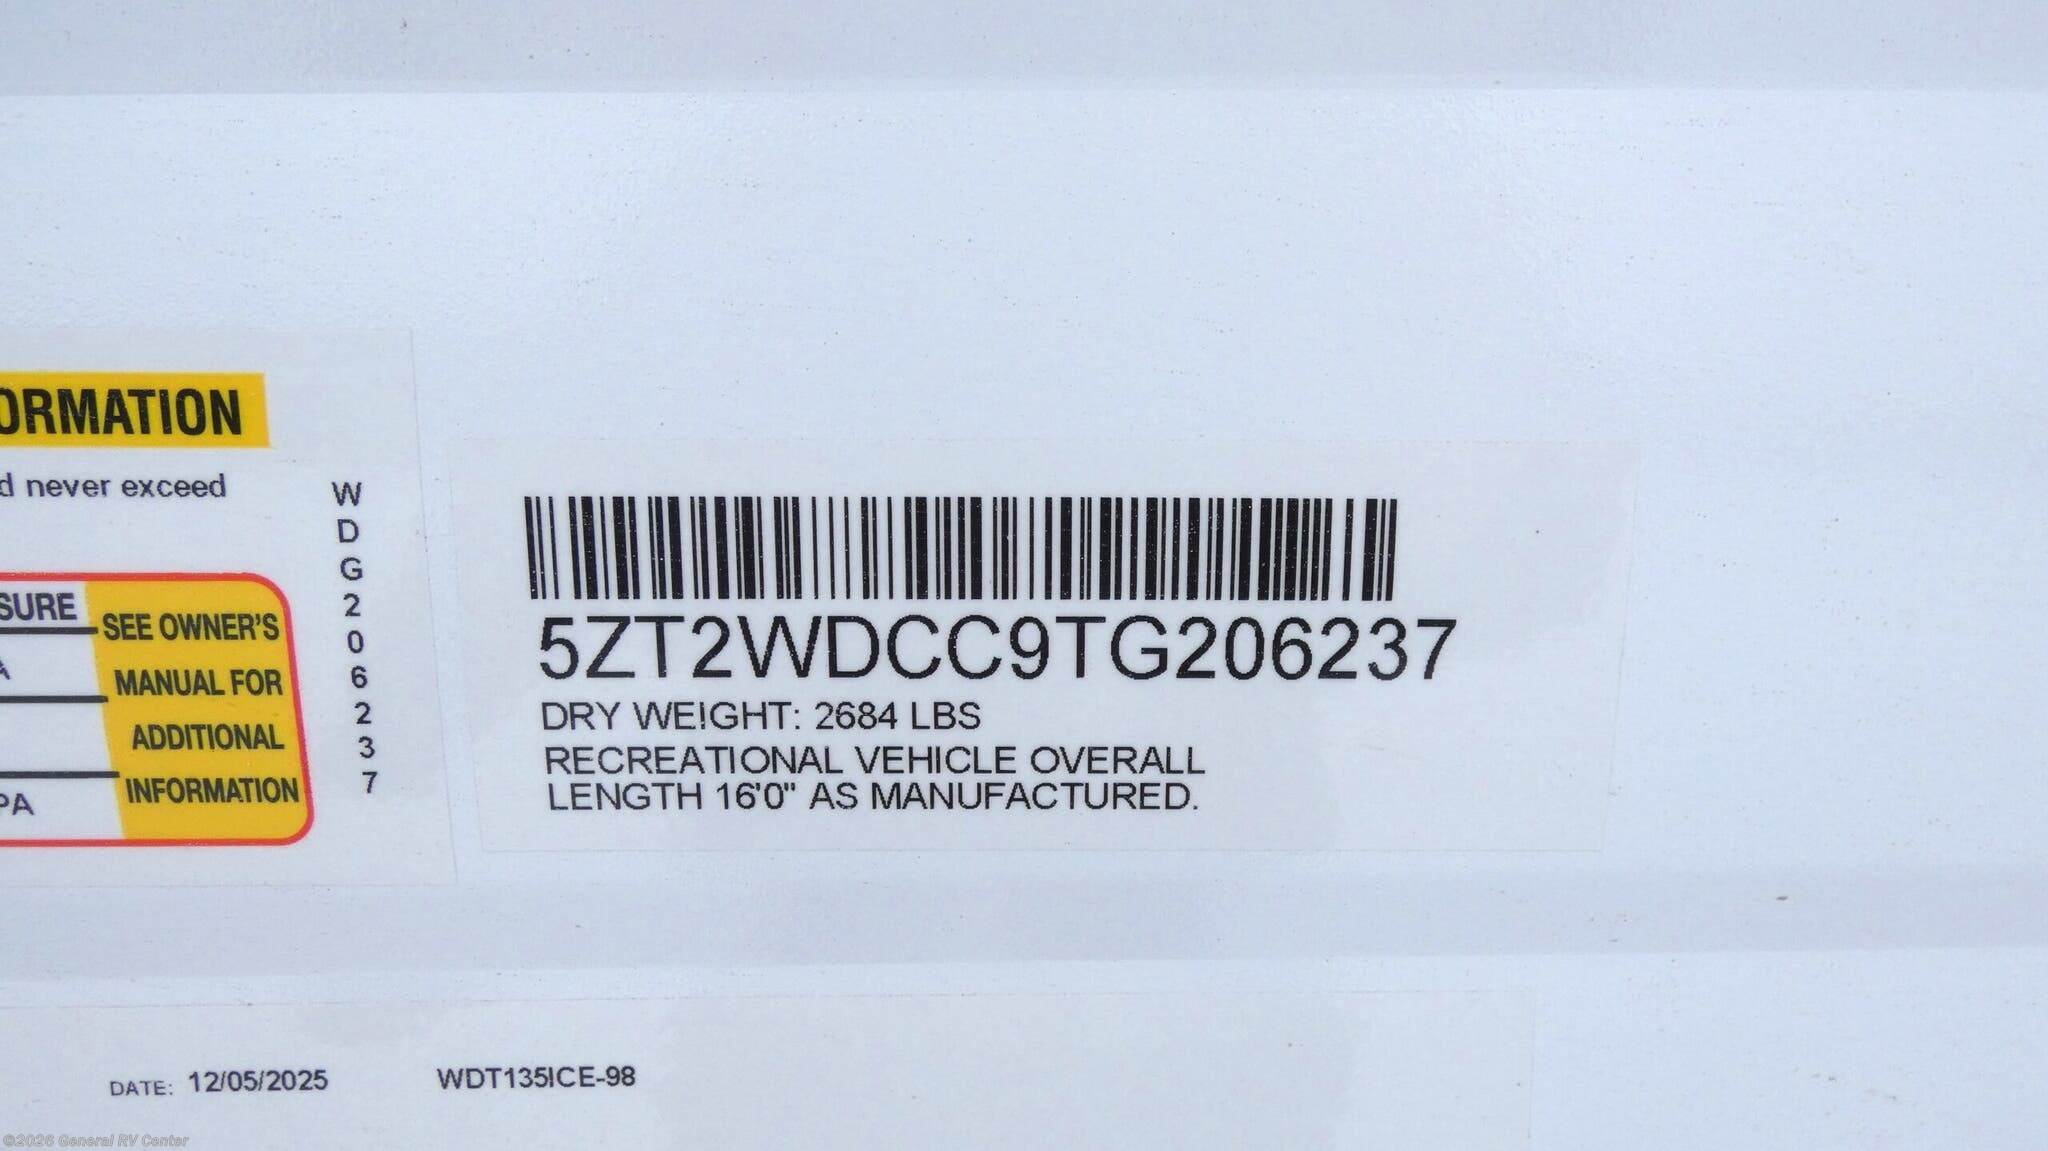 ORMATION
d never exceed
SURE
A
PA
SEE OWNER'S
MANUAL FOR
ADDITIONAL
INFORMATION
W
D
G
2
0
6
2
3
7
5ZT2WDCC9TG206237
DRY WEIGHT: 2684 LBS
RECREATIONAL VEHICLE OVERALL
LENGTH 16'0" AS MANUFACTURED.
DATE: 12/05/2025 WDT135ICE-98
©2026 General RV Center